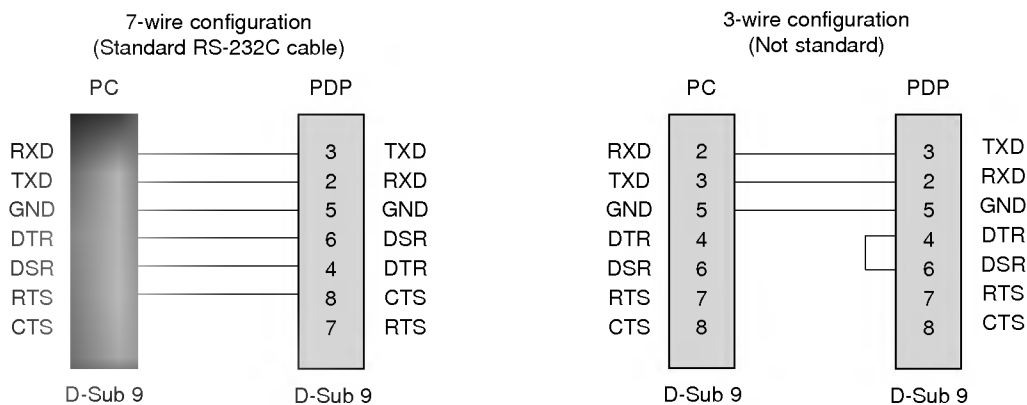 7-wire configuration
(Standard RS-232C cable)
PC PDP
RXD 3 TXD
TXD 2 RXD
GND 5 GND
DTR 6 DSR
DSR 4 DTR
RTS 8 CTS
CTS 7 RTS
D-Sub 9 D-Sub 9
3-wire configuration
(Not standard)
PC PDP
RXD 2 3 TXD
TXD 3 2 RXD
GND 5 5 GND
DTR 4 4 DTR
DSR 6 6 DSR
RTS 7 7 RTS
CTS 8 8 CTS
D-Sub 9 D-Sub 9